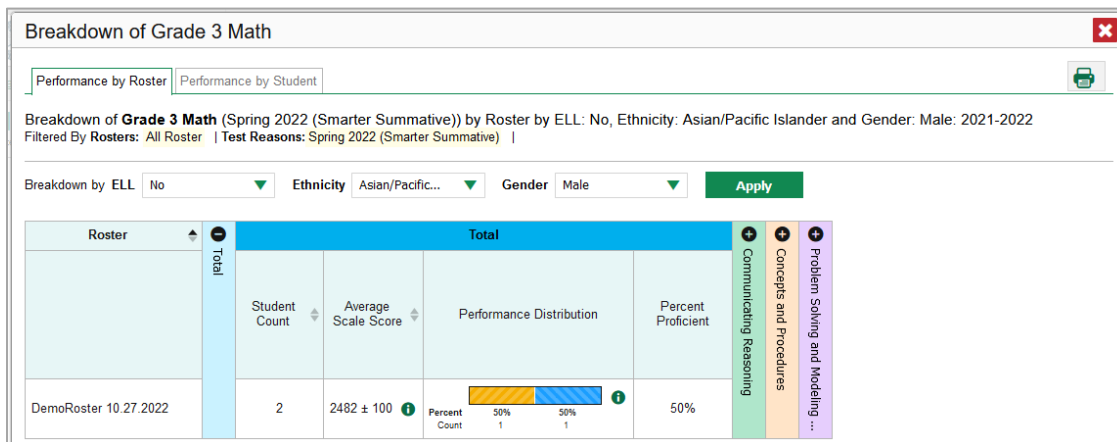 Breakdown of Grade 3 Math
Performance by Roster Performance by Student
Breakdown of Grade 3 Math (Spring 2022 (Smarter Summative)) by Roster by ELL: No, Ethnicity: Asian/Pacific Islander and Gender: Male: 2021-2022
Filtered By Rosters: All Roster | Test Reasons: Spring 2022 (Smarter Summative) |
Breakdown by ELL No Ethnicity Asian/Pacific... Gender Male Apply
Roster Total Total Communicating Reasoning Concepts and Procedures Problem Solving and Modeling ...
Student Count Average Scale Score Performance Distribution Percent Proficient
DemoRoster 10.27.2022 2 2482 ± 100 Percent 50% 50% 50%
Count 1 1